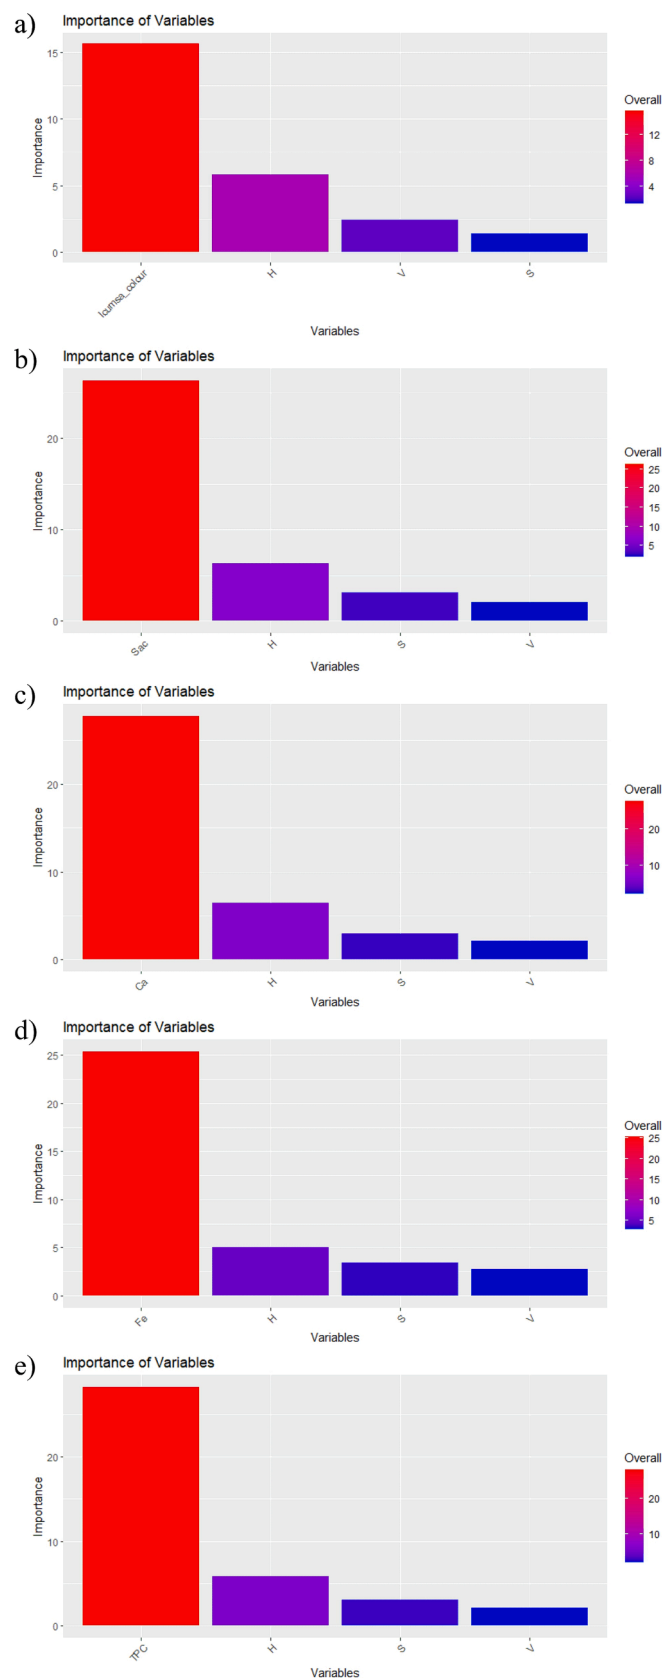 a)
Importance of Variables
15
10
5
0
Importance
Icumsa_colour
H
V
S
Variables
Overall
12
8
4
b)
Importance of Variables
20
10
0
Importance
Sac
H
S
V
Variables
Overall
25
20
15
10
5
c)
Importance of Variables
20
10
0
Importance
Ca
H
S
V
Variables
Overall
20
10
d)
Importance of Variables
25
20
15
10
5
0
Importance
Fe
H
S
V
Variables
Overall
25
20
15
10
5
e)
Importance of Variables
20
10
0
Importance
TPC
H
S
V
Variables
Overall
20
10